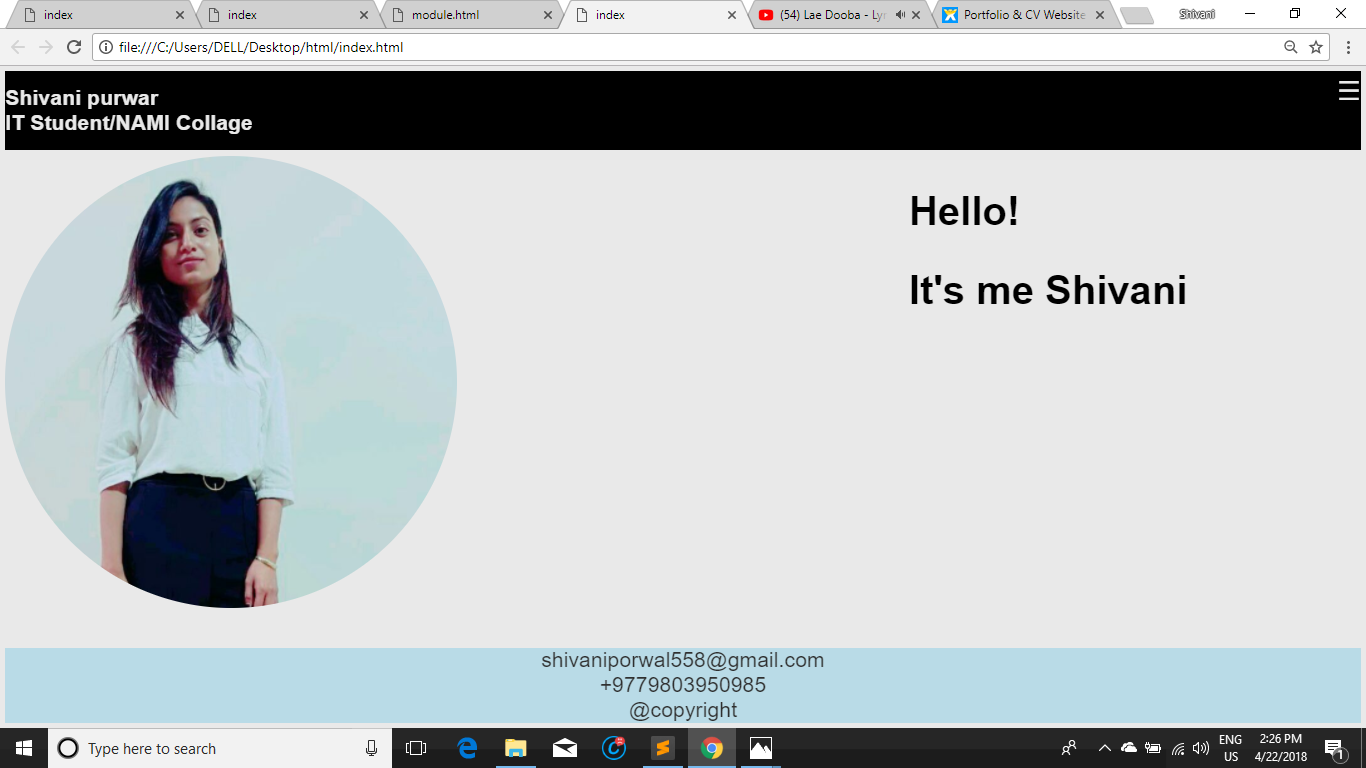 index
index
module.html
index
(54) Lae Dooba - Lyr
Portfolio & CV Website
Shivani
file:///C:/Users/DELL/Desktop/html/index.html
Shivani purwar
IT Student/NAMI Collage
Hello!
It's me Shivani
shivaniporwal558@gmail.com
+9779803950985
@copyright
Type here to search
ENG
US
2:26 PM
4/22/2018
1